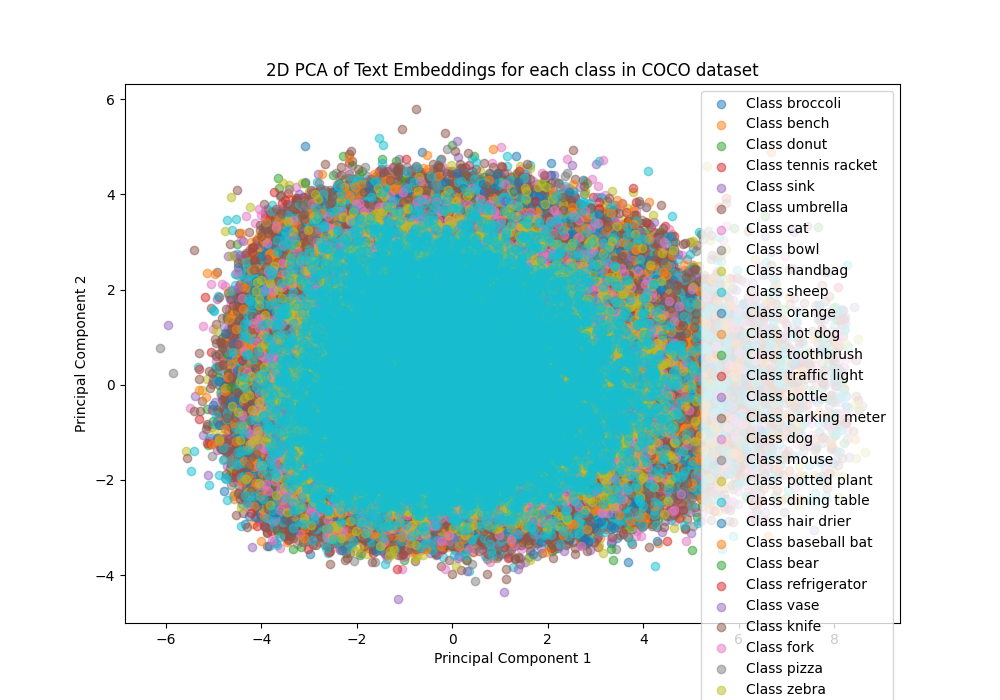 2D PCA of Text Embeddings for each class in COCO dataset
6
4
2
0
−2
−4
Principal Component 2
−6
−4
−2
0
2
4
6
8
Principal Component 1
Class broccoli
Class bench
Class donut
Class tennis racket
Class sink
Class umbrella
Class cat
Class bowl
Class handbag
Class sheep
Class orange
Class hot dog
Class toothbrush
Class traffic light
Class bottle
Class parking meter
Class dog
Class mouse
Class potted plant
Class dining table
Class hair drier
Class baseball bat
Class bear
Class refrigerator
Class vase
Class knife
Class fork
Class pizza
Class zebra